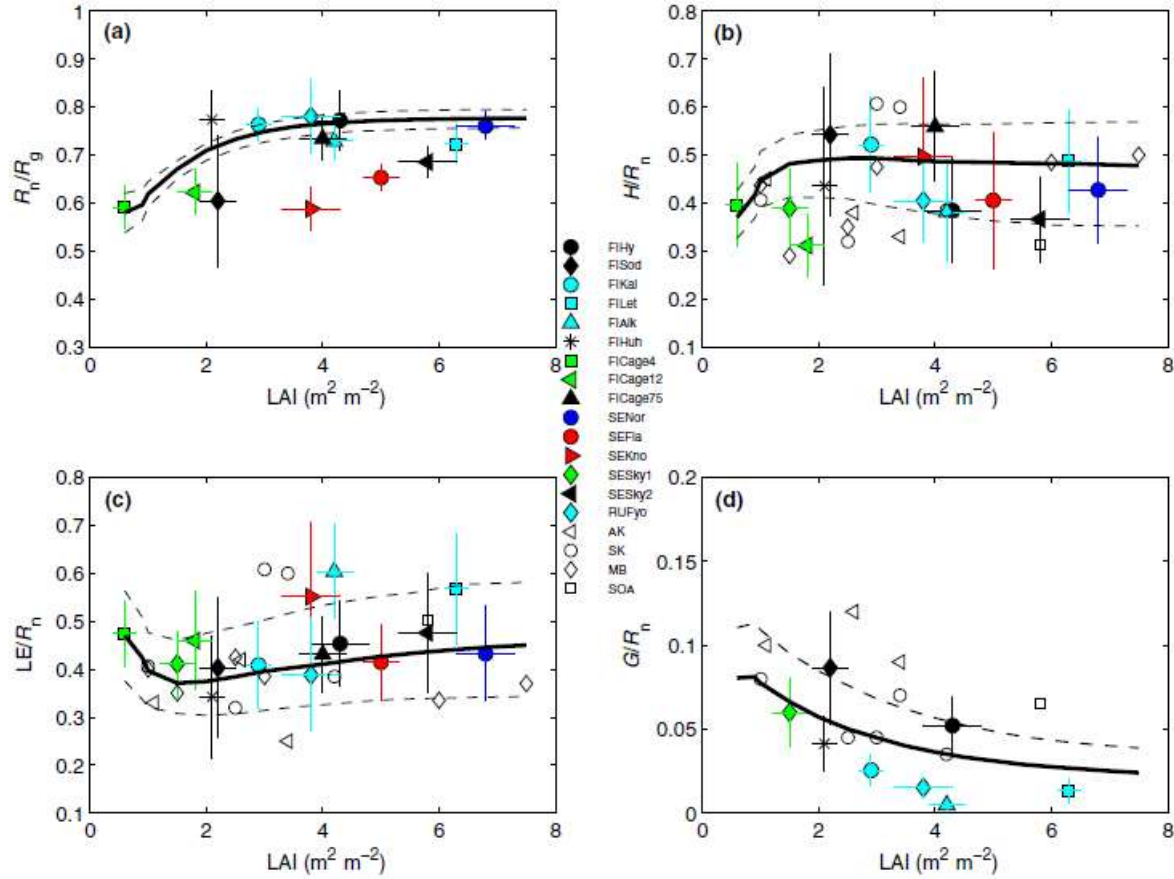 1
0.9
0.8
0.7
0.6
0.5
0.4
0.3
0 2 4 6 8
(a)
Rn/Rg
LAI (m² m⁻²)
0.8
0.7
0.6
0.5
0.4
0.3
0.2
0.1
0 2 4 6 8
(b)
H/Rn
LAI (m² m⁻²)
FIHy
FISod
FIKal
FILet
FIAlk
FIHuh
FICage4
FICage12
FICage75
SENor
SEFla
SEKno
SESky1
SESky2
RUFyo
AK
SK
MB
SOA
0.8
0.7
0.6
0.5
0.4
0.3
0.2
0.1
0 2 4 6 8
(c)
LE/Rn
LAI (m² m⁻²)
0.2
0.15
0.10
0.05
0
0 2 4 6 8
(d)
G/Rn
LAI (m² m⁻²)